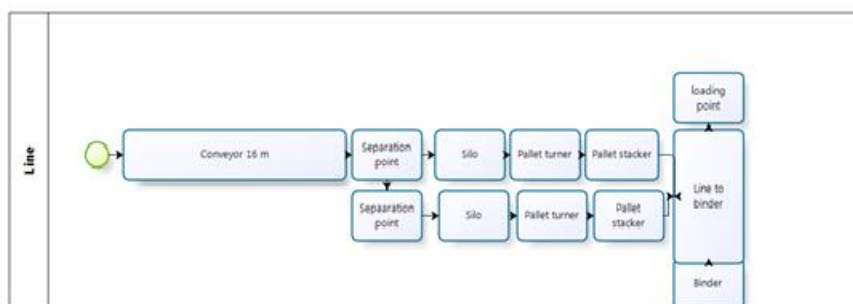 Line
Conveyor 16 m
Separation
point
Silo
Pallet turner
Pallet stacker
loading
point
Line to
binder
Sepaaration
point
Silo
Pallet turner
Pallet
stacker
Binder